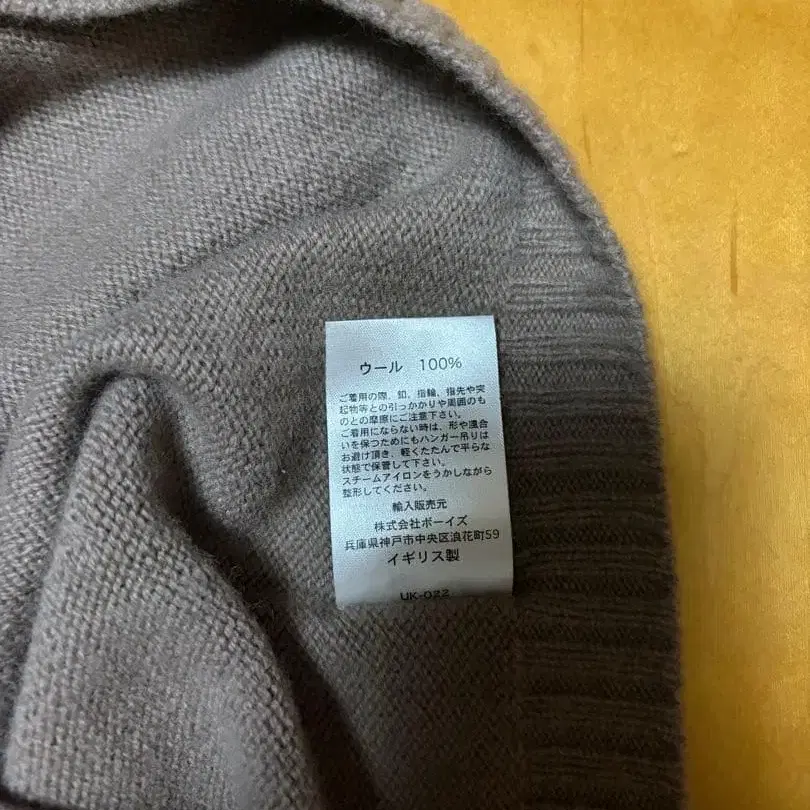 ウール 100%
ご着用の際、釦、指輪、指先や突
起物等との引っかかりや周囲のも
のとの摩擦にご注意下さい。
ご着用にならない時は、形や風合
いを保つためにもハンガー吊りは
お避け頂き、軽くたたんで平らな
状態で保管して下さい。
スチームアイロンをうかしながら
整形してください。
輸入販売元
株式会社ボーイズ
兵庫県神戸市中央区浪花町59
イギリス製
UK-022